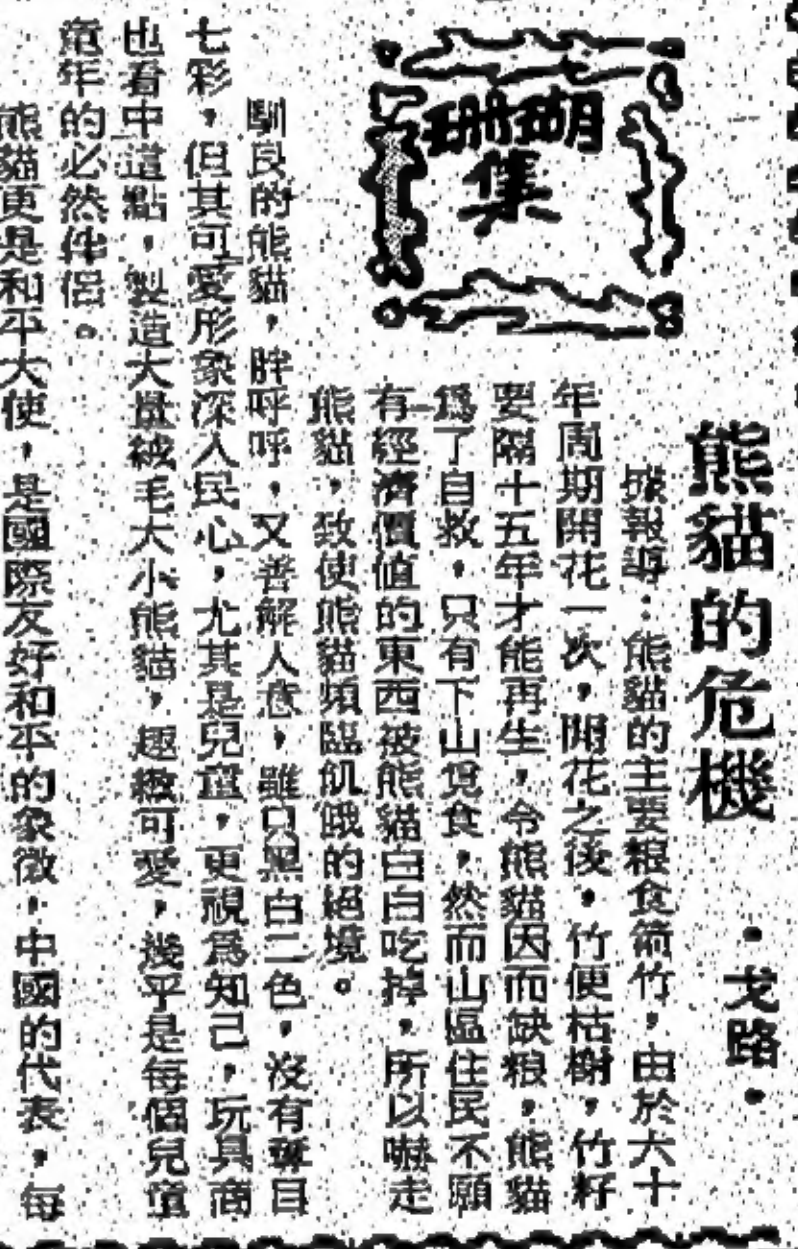 珊瑚
集
熊貓的危機
•戈路•
據報導：熊貓的主要粮食箭竹，由於六十
年周期開花一次，開花之後，竹便枯榭，竹籽
要隔十五年才能再生，令熊貓因而缺粮，熊貓
爲了自救，只有下山覓食，然而山區住民不願
有經濟價值的東西被熊貓白白吃掉，所以嚇走
熊貓，致使熊貓頻臨飢餓的絕境。
馴良的熊貓，胖呼呼，又善解人意，雖只黑白二色，沒有奪目
七彩，但其可愛形象深入民心，尤其是兒童，更視爲知己，玩具商
也看中這點，製造大量絨毛大小熊貓，趣緻可愛，幾乎是每個兒童
童年的必然伴侶。
熊貓更是和平大使，是國際友好和平的象徵，中國的代表，每